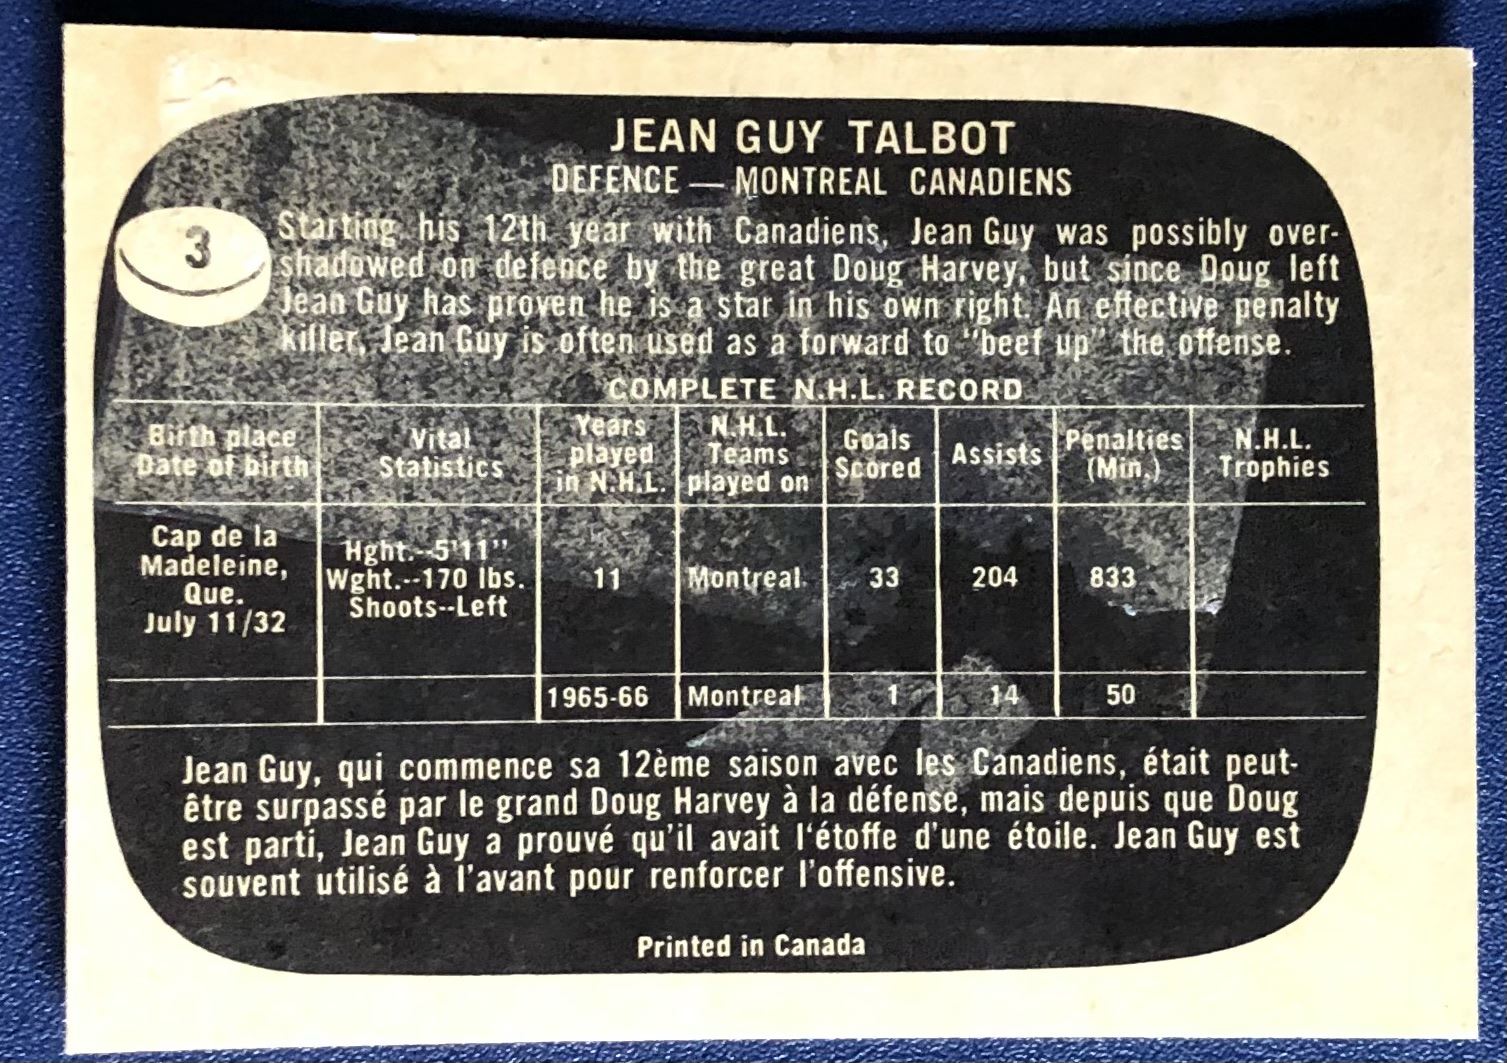 JEAN GUY TALBOT
DEFENCE — MONTREAL CANADIENS
3
Starting his 12th year with Canadiens, Jean Guy was possibly over-
shadowed on defence by the great Doug Harvey, but since Doug left
Jean Guy has proven he is a star in his own right. An effective penalty
killer, Jean Guy is often used as a forward to "beef up" the offense.
COMPLETE N.H.L. RECORD
Birth place
Date of birth
Vital
Statistics
Years
played
in N.H.L.
N.H.L.
Teams
played on
Goals
Scored
Assists
Penalties
(Min.)
N.H.L.
Trophies
Cap de la
Madeleine,
Que.
July 11/32
Hght.--5'11"
Wght.--170 lbs.
Shoots--Left
11
Montreal
33
204
833
1965-66
Montreal
1
14
50
Jean Guy, qui commence sa 12ème saison avec les Canadiens, était peut-
être surpassé par le grand Doug Harvey à la défense, mais depuis que Doug
est parti, Jean Guy a prouvé qu'il avait l'étoffe d'une étoile. Jean Guy est
souvent utilisé à l'avant pour renforcer l'offensive.
Printed in Canada